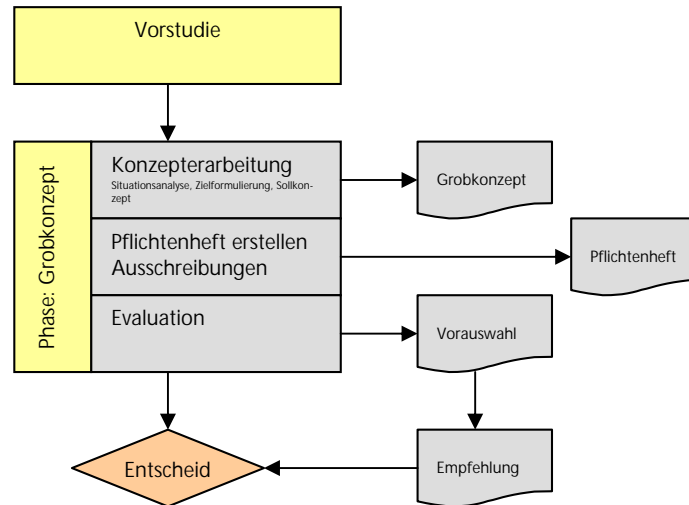 Vorstudie
Phase: Grobkonzept
Konzepterarbeitung
Situationsanalyse, Zielformulierung, Sollkon-
zept
Grobkonzept
Pflichtenheft erstellen
Ausschreibungen
Pflichtenheft
Evaluation
Vorauswahl
Entscheid
Empfehlung